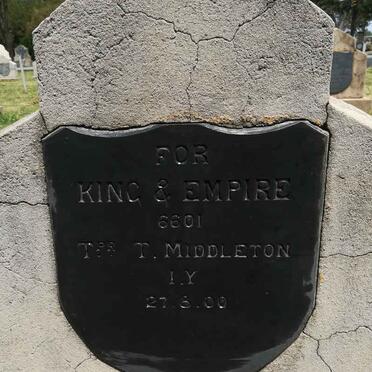 FOR
KING & EMPIRE
6601
TPR T. MIDDLETON
I.Y
27.6.00